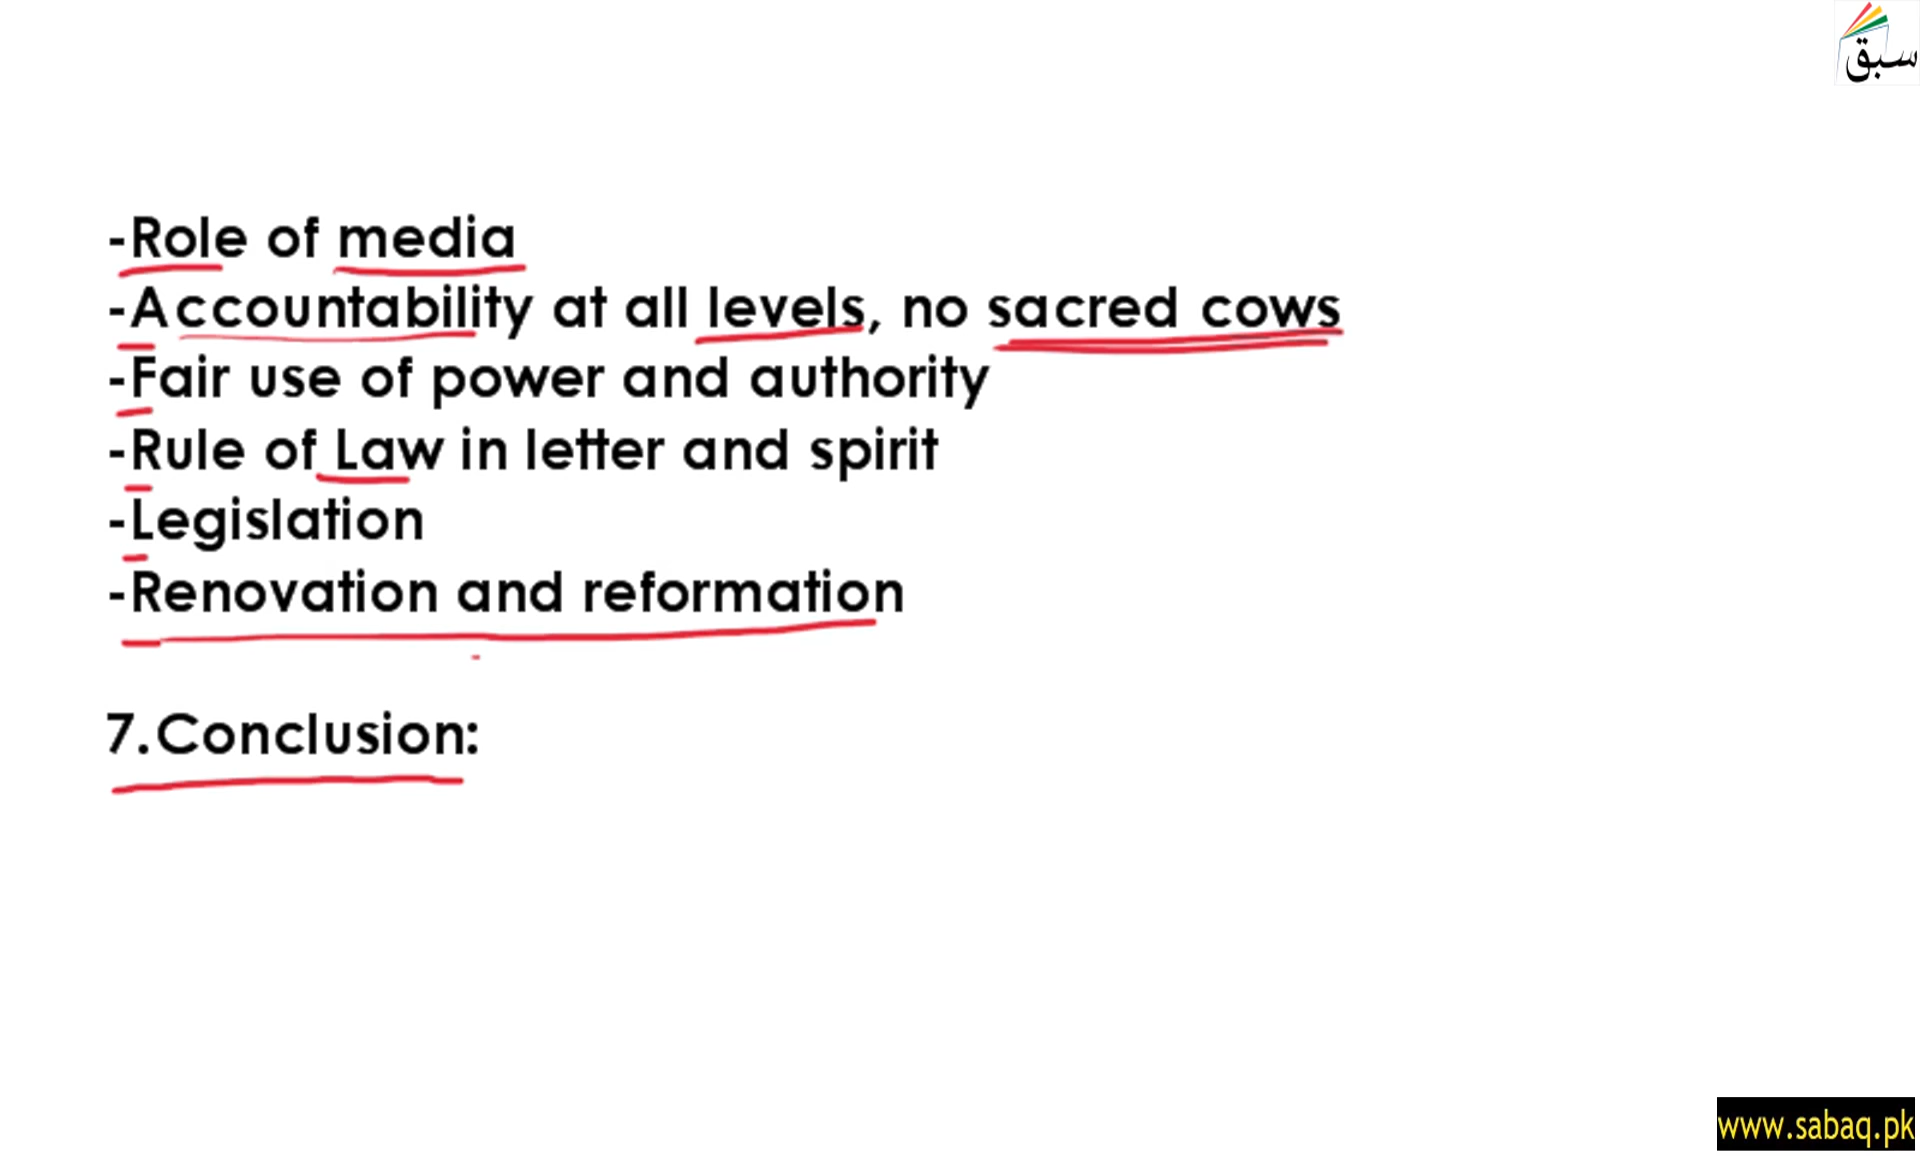 سبق
-Role of media
-Accountability at all levels, no sacred cows
-Fair use of power and authority
-Rule of Law in letter and spirit
-Legislation
-Renovation and reformation
7.Conclusion:
www.sabaq.pk